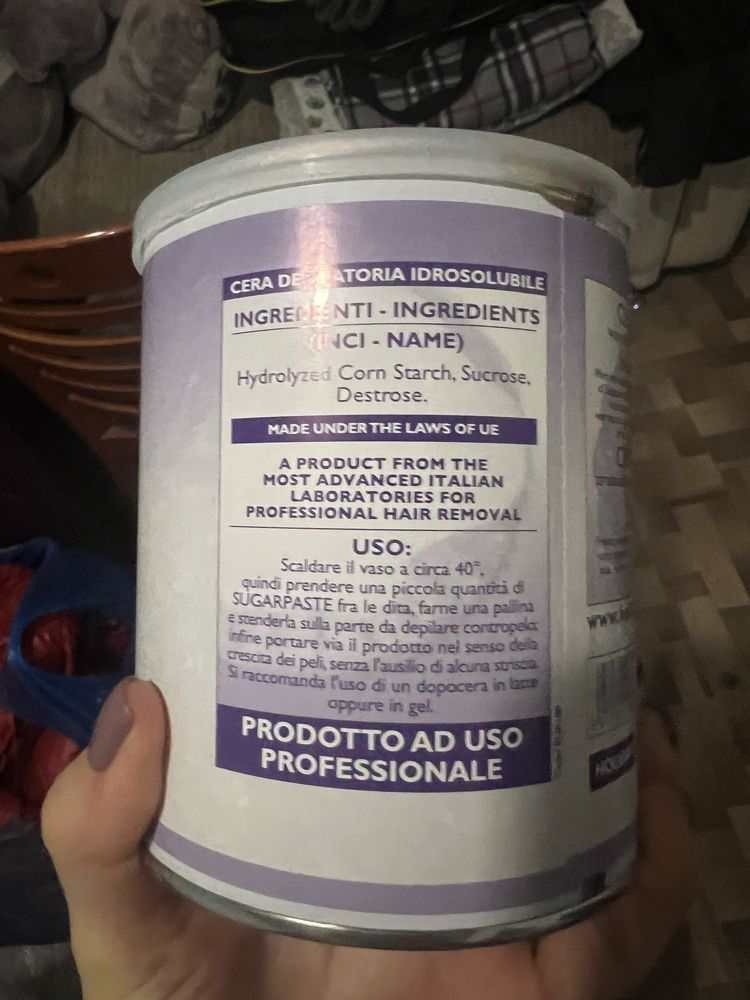 CERA DEPILATORIA IDROSOLUBILE
INGREDIENTI - INGREDIENTS
(INCI - NAME)
Hydrolyzed Corn Starch, Sucrose,
Destrose.
MADE UNDER THE LAWS OF UE
A PRODUCT FROM THE
MOST ADVANCED ITALIAN
LABORATORIES FOR
PROFESSIONAL HAIR REMOVAL
USO:
Scaldare il vaso a circa 40°,
quindi prendere una piccola quantità di
SUGARPASTE fra le dita, farne una pallina
e stenderla sulla parte da depilare contropelo;
infine portare via il prodotto nel senso della
crescita dei peli, senza l'ausilio di alcuna striscia.
Si raccomanda l'uso di un dopocera in latte
oppure in gel.
PRODOTTO AD USO
PROFESSIONALE
www.